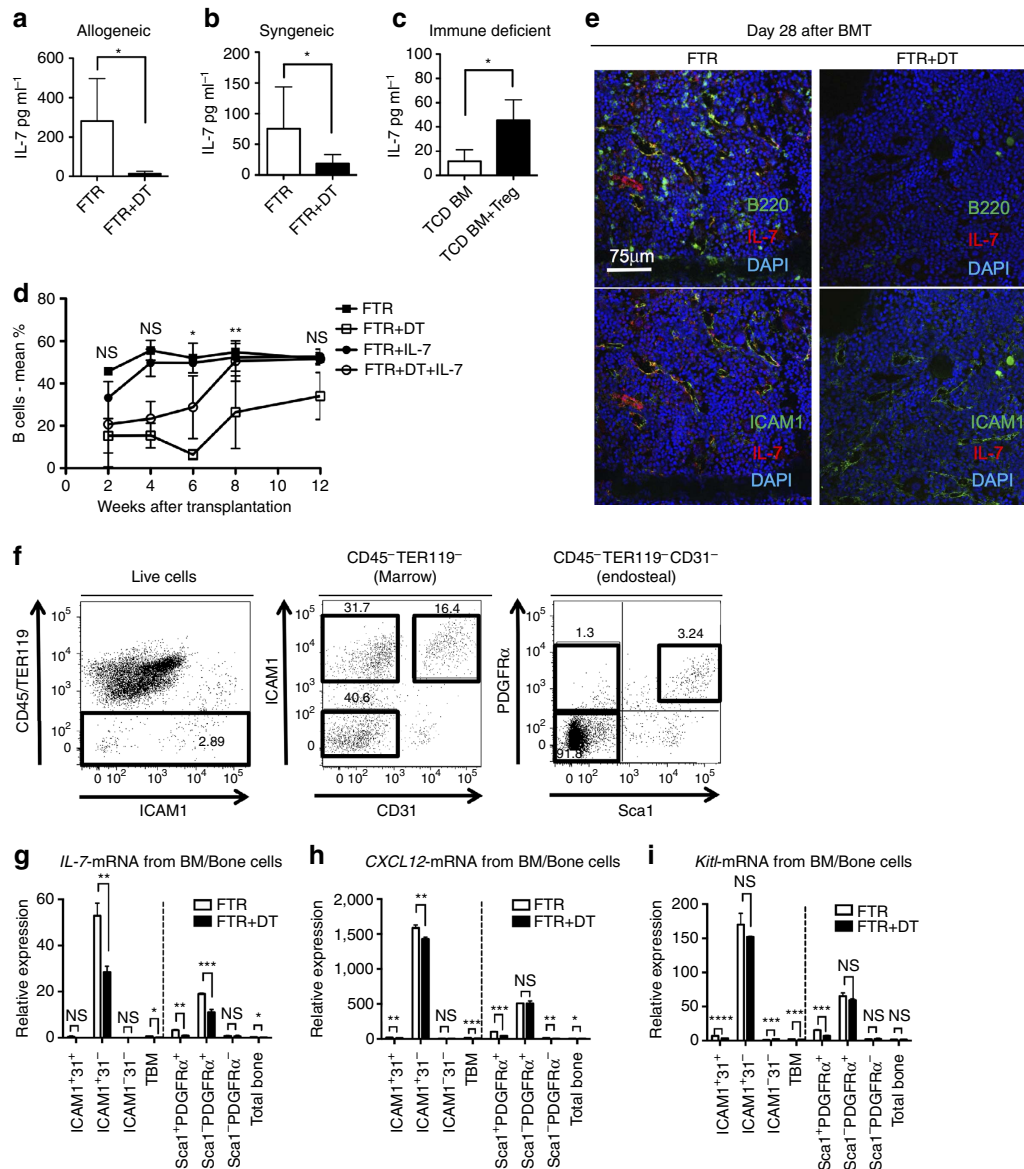 a
Allogeneic
IL-7 pg ml⁻¹
600
400
200
0
*
FTR
FTR+DT
b
Syngeneic
IL-7 pg ml⁻¹
200
150
100
50
0
*
FTR
FTR+DT
c
Immune deficient
IL-7 pg ml⁻¹
100
80
60
40
20
0
*
TCD BM
TCD BM+Treg
d
B cells - mean %
80
60
40
20
0
NS
NS
*
**
NS
0
2
4
6
8
10
12
Weeks after transplantation
FTR
FTR+DT
FTR+IL-7
FTR+DT+IL-7
e
Day 28 after BMT
FTR
FTR+DT
B220
IL-7
DAPI
75μm
B220
IL-7
DAPI
ICAM1
IL-7
DAPI
ICAM1
IL-7
DAPI
f
Live cells
CD45/TER119
10⁵
10⁴
10³
10²
0
2.89
0 10² 10³ 10⁴ 10⁵
ICAM1
CD45⁻TER119⁻
(Marrow)
ICAM1
10⁵
10⁴
10³
10²
0
31.7
16.4
40.6
0 10² 10³ 10⁴ 10⁵
CD31
CD45⁻TER119⁻CD31⁻
(endosteal)
PDGFRα
10⁵
10⁴
10³
10²
0
1.3
3.24
91.8
0 10² 10³ 10⁴ 10⁵
Sca1
g
IL-7-mRNA from BM/Bone cells
Relative expression
60
40
20
0
FTR
FTR+DT
NS
**
NS
*
**
***
NS
*
ICAM1⁺31⁺
ICAM1⁺31⁻
ICAM1⁻31⁻
TBM
Sca1⁺PDGFRα⁺
Sca1⁻PDGFRα⁺
Sca1⁻PDGFRα⁻
Total bone
h
CXCL12-mRNA from BM/Bone cells
Relative expression
2,000
1,500
1,000
500
0
FTR
FTR+DT
**
**
NS
***
***
NS
**
*
ICAM1⁺31⁺
ICAM1⁺31⁻
ICAM1⁻31⁻
TBM
Sca1⁺PDGFRα⁺
Sca1⁻PDGFRα⁺
Sca1⁻PDGFRα⁻
Total bone
i
Kitl-mRNA from BM/Bone cells
Relative expression
200
150
100
50
0
FTR
FTR+DT
****
NS
***
***
***
NS
NS
NS
ICAM1⁺31⁺
ICAM1⁺31⁻
ICAM1⁻31⁻
TBM
Sca1⁺PDGFRα⁺
Sca1⁻PDGFRα⁺
Sca1⁻PDGFRα⁻
Total bone